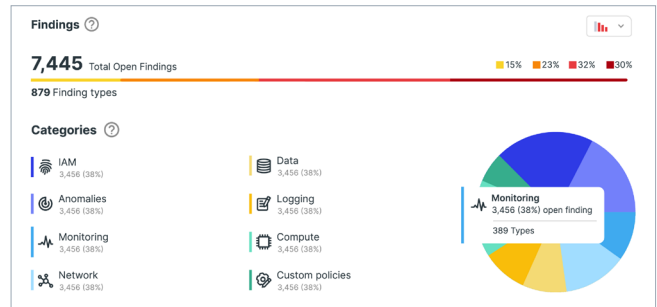 Findings ?
7,445 Total Open Findings
15% 23% 32% 30%
879 Finding types
Categories ?
IAM
3,456 (38%)
Data
3,456 (38%)
Anomalies
3,456 (38%)
Logging
3,456 (38%)
Monitoring
3,456 (38%)
Compute
3,456 (38%)
Network
3,456 (38%)
Custom policies
3,456 (38%)
Monitoring
3,456 (38%) open finding
389 Types